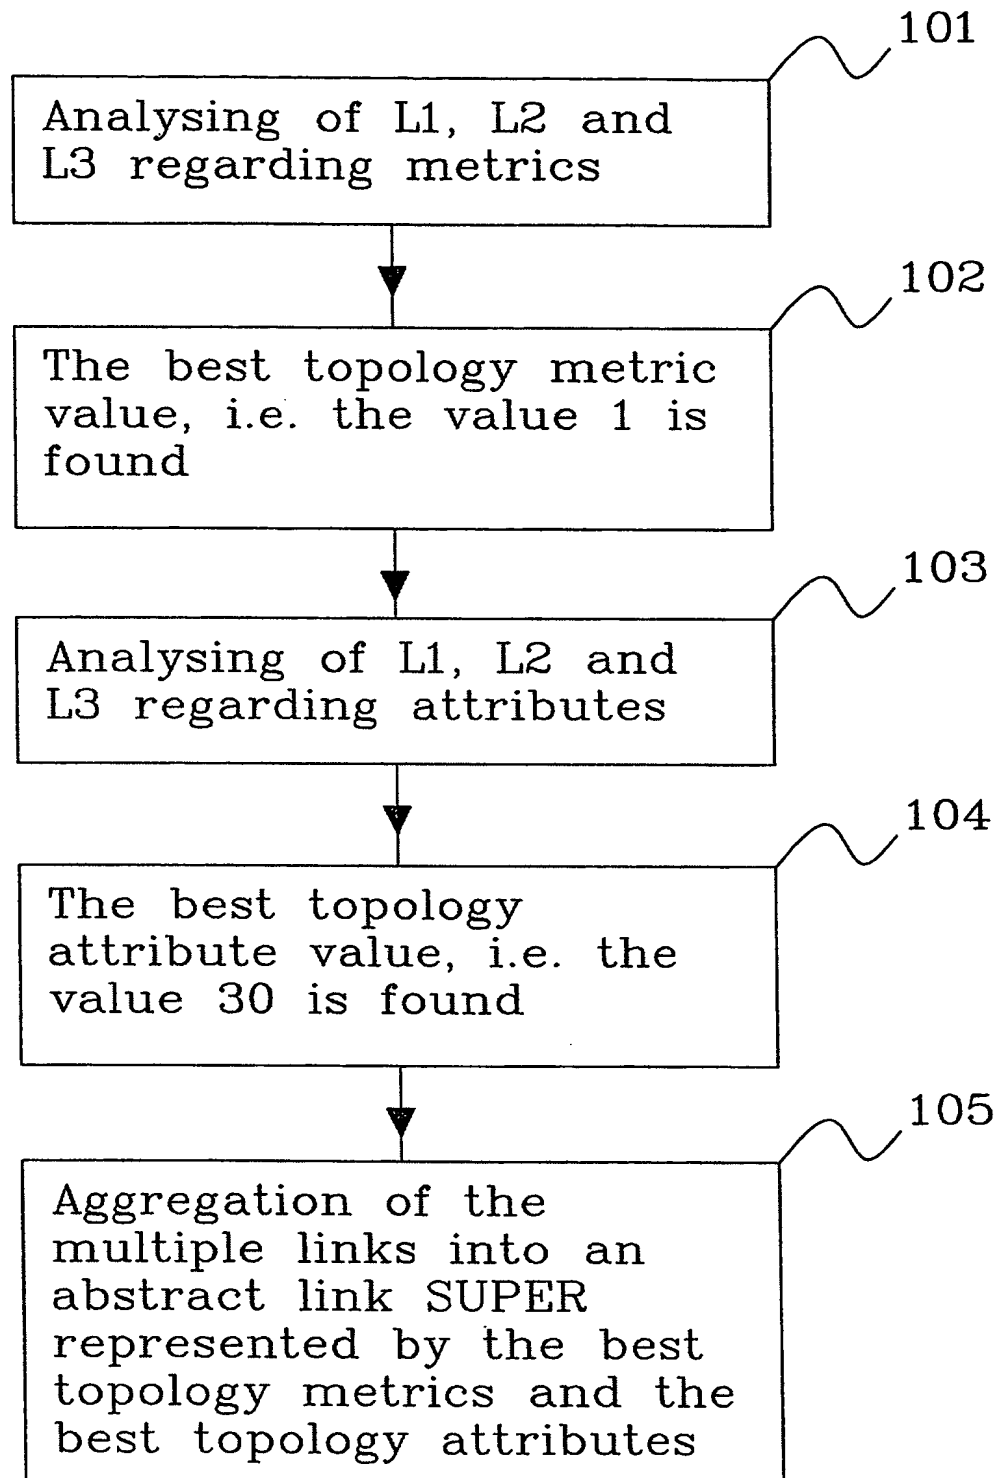 101
Analysing of L1, L2 and
L3 regarding metrics
102
The best topology metric
value, i.e. the value 1 is
found
103
Analysing of L1, L2 and
L3 regarding attributes
104
The best topology
attribute value, i.e. the
value 30 is found
105
Aggregation of the
multiple links into an
abstract link SUPER
represented by the best
topology metrics and the
best topology attributes